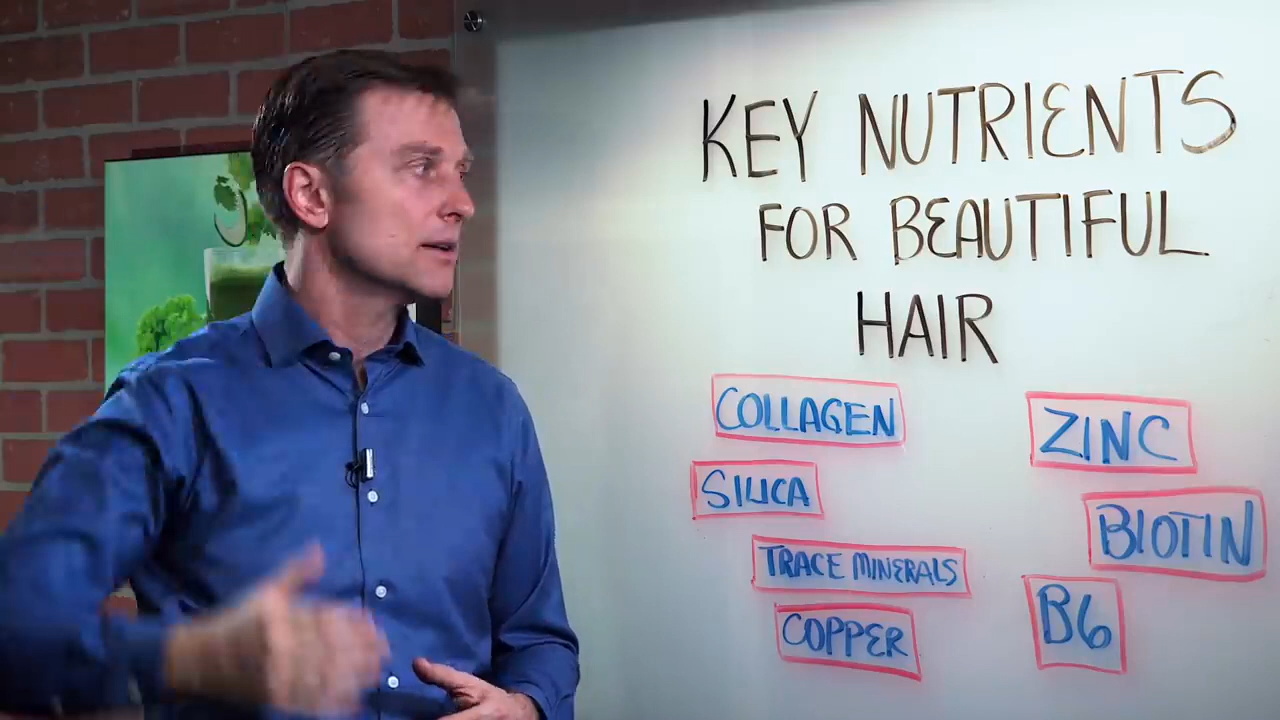 KEY NUTRIENTS
FOR BEAUTIFUL
HAIR
COLLAGEN
ZINC
SILICA
BIOTIN
TRACE MINERALS
B6
COPPER